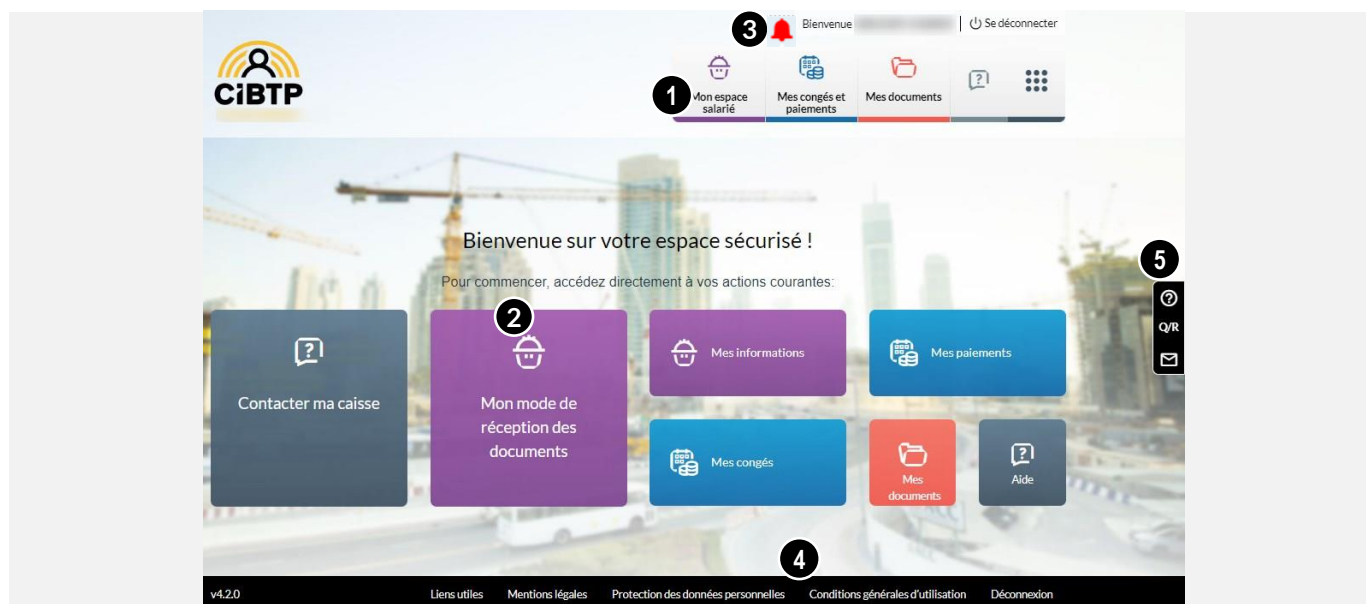 3
Bienvenue
Se déconnecter
CiBTP
1
Mon espace
salarié
Mes congés et
paiements
Mes documents
?
Bienvenue sur votre espace sécurisé !
Pour commencer, accédez directement à vos actions courantes:
5
?
Q/R
2
?
Contacter ma caisse
Mon mode de
réception des
documents
Mes informations
Mes paiements
Mes congés
Mes
documents
?
Aide
4
v4.2.0
Liens utiles
Mentions légales
Protection des données personnelles
Conditions générales d'utilisation
Déconnexion